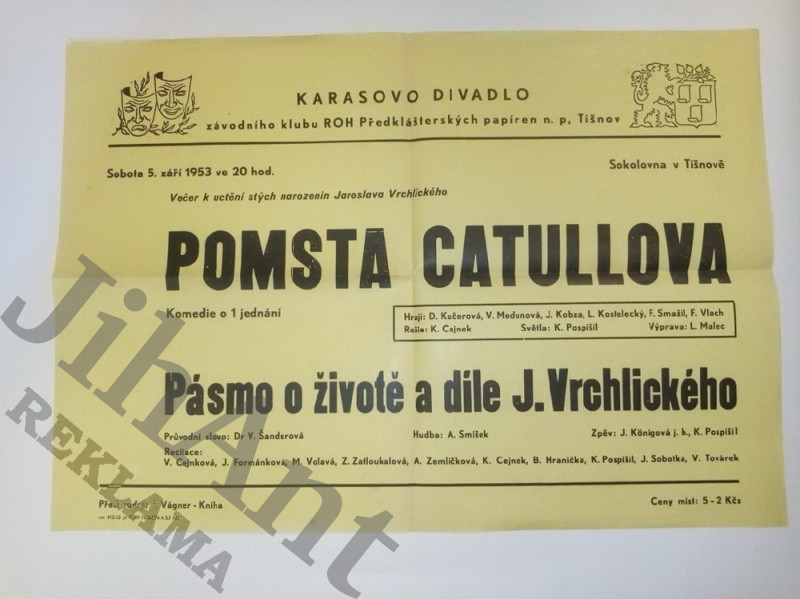 KARASOVO DIVADLO
závodního klubu ROH Předklášterských papíren n. p, Tišnov
Sobota 5. září 1953 ve 20 hod.
Sokolovna v Tišnově
Večer k uctění stých narozenin Jaroslava Vrchlického
POMSTA CATULLOVA
Komedie o 1 jednání
Hrají: D. Kučerová, V. Medunová, J. Kobza, L. Kostelecký, F. Smažil, F. Vlach
Režie: K. Cejnek Světla: K. Pospíšil Výprava: L. Malec
Pásmo o životě a díle J. Vrchlického
Průvodní slovo: Dr V. Šanderová Hudba: A. Smíšek Zpěv: J. Königová j. h., K. Pospíšil
Recitace:
V. Cejnková, J. Formánková, M. Volavá, Z. Zatloukalová, A. Zemličková, K. Cejnek, B. Hranička, K. Pospíšil, J. Sobotka, V. Továrek
Vágner - Kniha
Ceny míst: 5 - 2 Kčs
JihAnt
REKLAMA